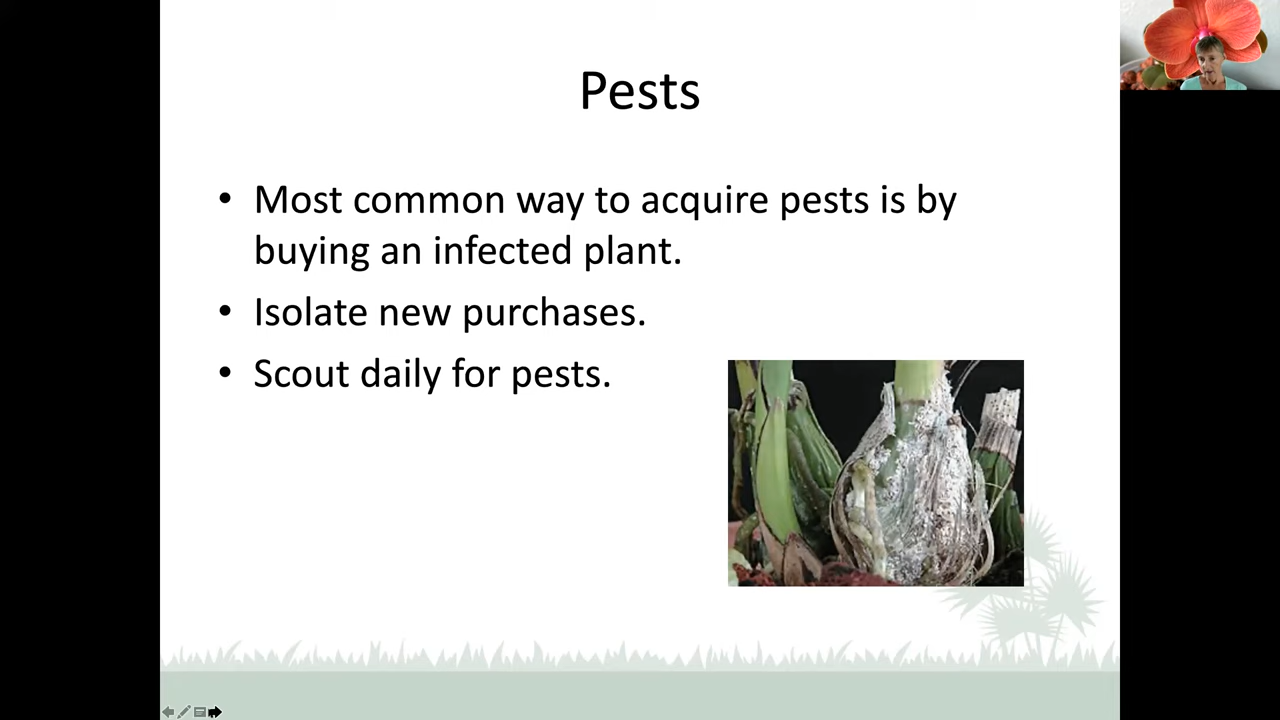 Pests
• Most common way to acquire pests is by
buying an infected plant.
• Isolate new purchases.
• Scout daily for pests.